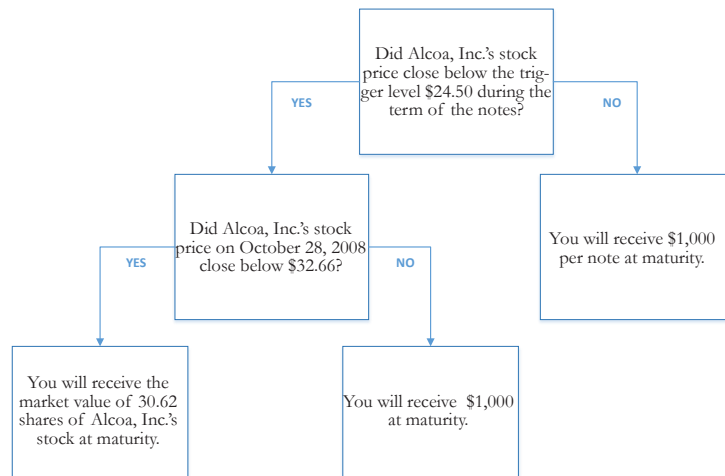 Did Alcoa, Inc.'s stock
price close below the trig-
ger level $24.50 during the
term of the notes?
YES
NO
Did Alcoa, Inc.'s stock
price on October 28, 2008
close below $32.66?
You will receive $1,000
per note at maturity.
YES
NO
You will receive the
market value of 30.62
shares of Alcoa, Inc.'s
stock at maturity.
You will receive $1,000
at maturity.